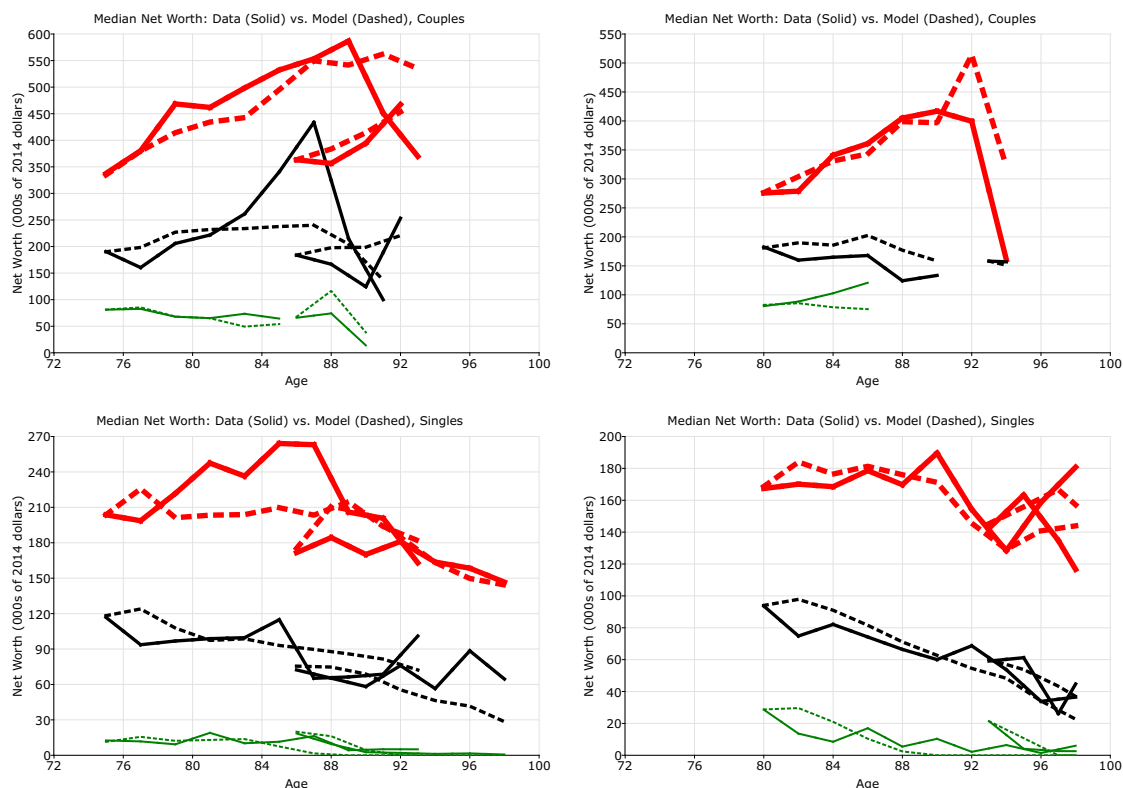 Median Net Worth: Data (Solid) vs. Model (Dashed), Couples
Net Worth (000s of 2014 dollars)
600
550
500
450
400
350
300
250
200
150
100
50
0
72 76 80 84 88 92 96 100
Age
Median Net Worth: Data (Solid) vs. Model (Dashed), Couples
Net Worth (000s of 2014 dollars)
550
500
450
400
350
300
250
200
150
100
50
0
72 76 80 84 88 92 96 100
Age
Median Net Worth: Data (Solid) vs. Model (Dashed), Singles
Net Worth (000s of 2014 dollars)
270
240
210
180
150
120
90
60
30
0
72 76 80 84 88 92 96 100
Age
Median Net Worth: Data (Solid) vs. Model (Dashed), Singles
Net Worth (000s of 2014 dollars)
200
180
160
140
120
100
80
60
40
20
0
72 76 80 84 88 92 96 100
Age